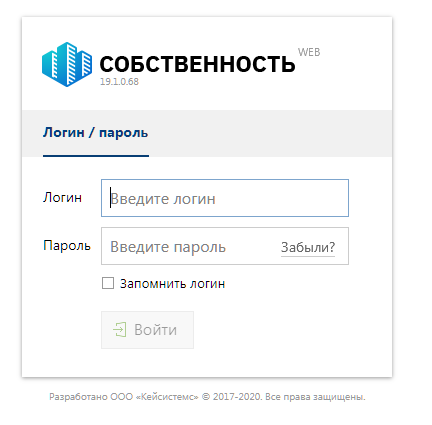 СОБСТВЕННОСТЬ WEB
19.1.0.68
Логин / пароль
Логин Введите логин
Пароль Введите пароль Забыли?
Запомнить логин
Войти
Разработано ООО «Кейсистемс» © 2017-2020. Все права защищены.